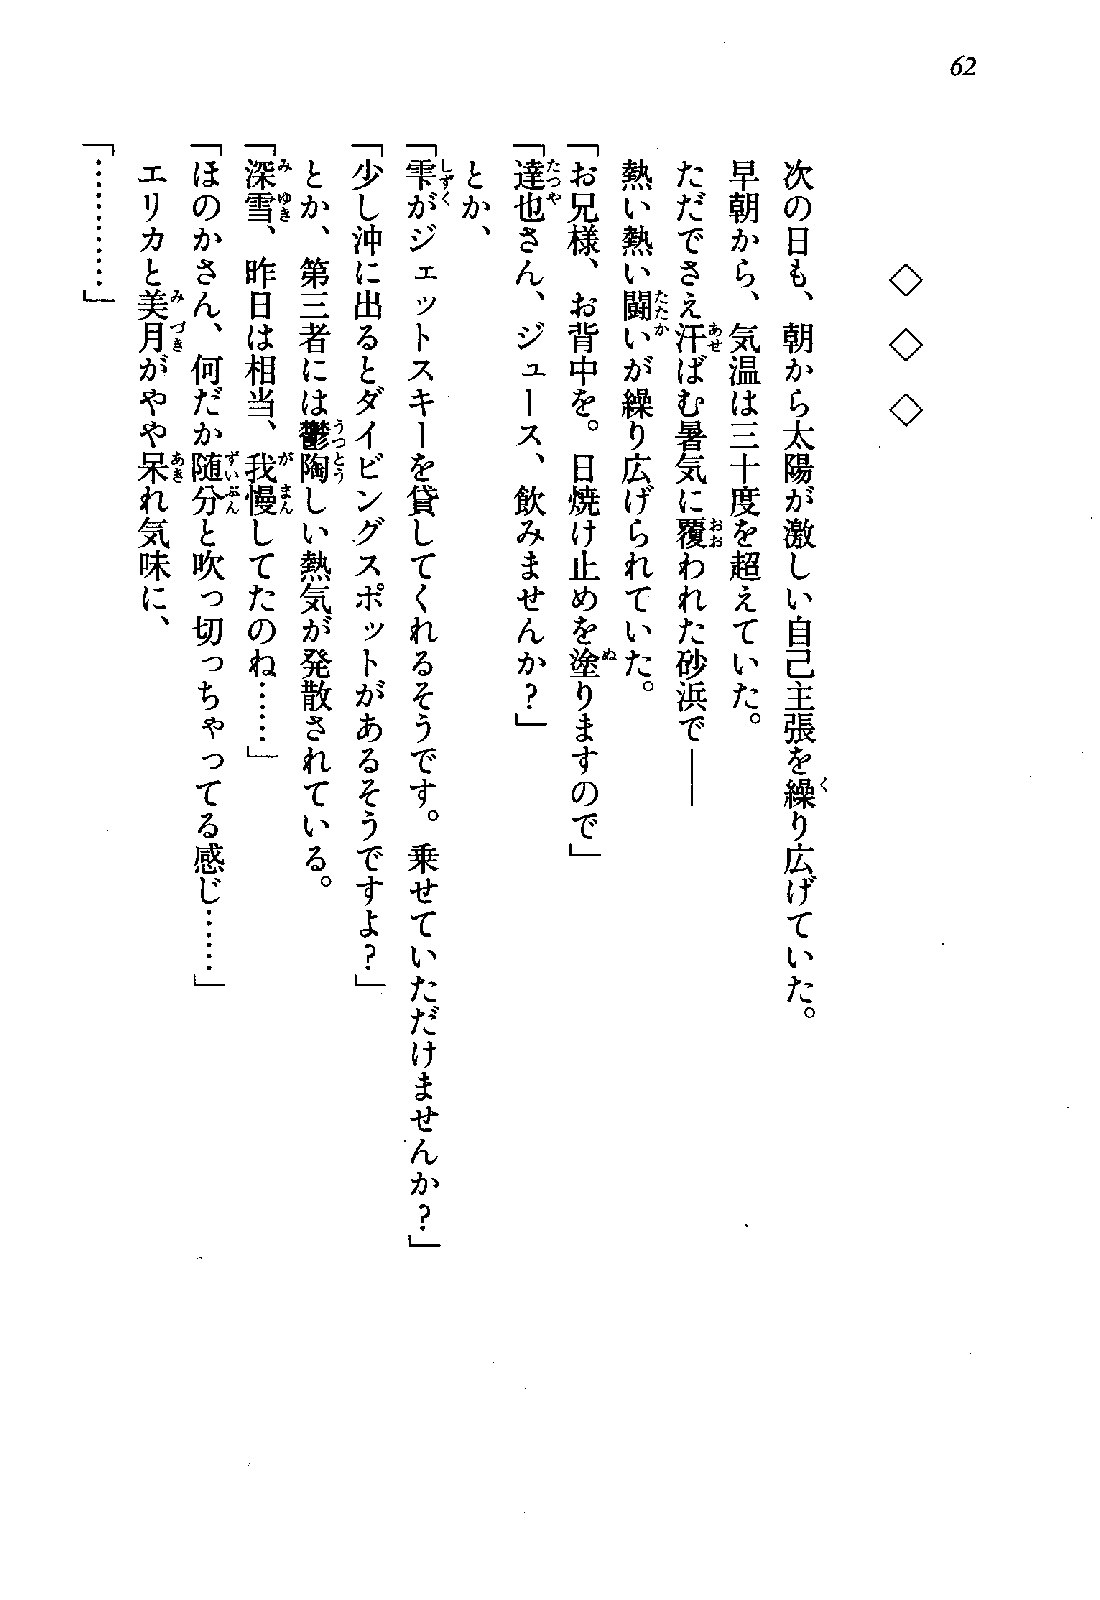 62
◇ ◇ ◇
次の日も、朝から太陽が激しい自己主張を繰り広げていた。
早朝から、気温は三十度を超えていた。
ただでさえ汗ばむ暑気に覆われた砂浜で――
熱い熱い闘いが繰り広げられていた。
「お兄様、お背中を。日焼け止めを塗りますので」
「達也さん、ジュース、飲みませんか?」
とか、
「雫がジェットスキーを貸してくれるそうです。乗せていただけませんか?」
「少し沖に出るとダイビングスポットがあるそうですよ?」
とか、第三者には鬱陶しい熱気が発散されている。
「深雪、昨日は相当、我慢してたのね……」
「ほのかさん、何だか随分と吹っ切っちゃってる感じ……」
エリカと美月がやや呆れ気味に、
「…………」